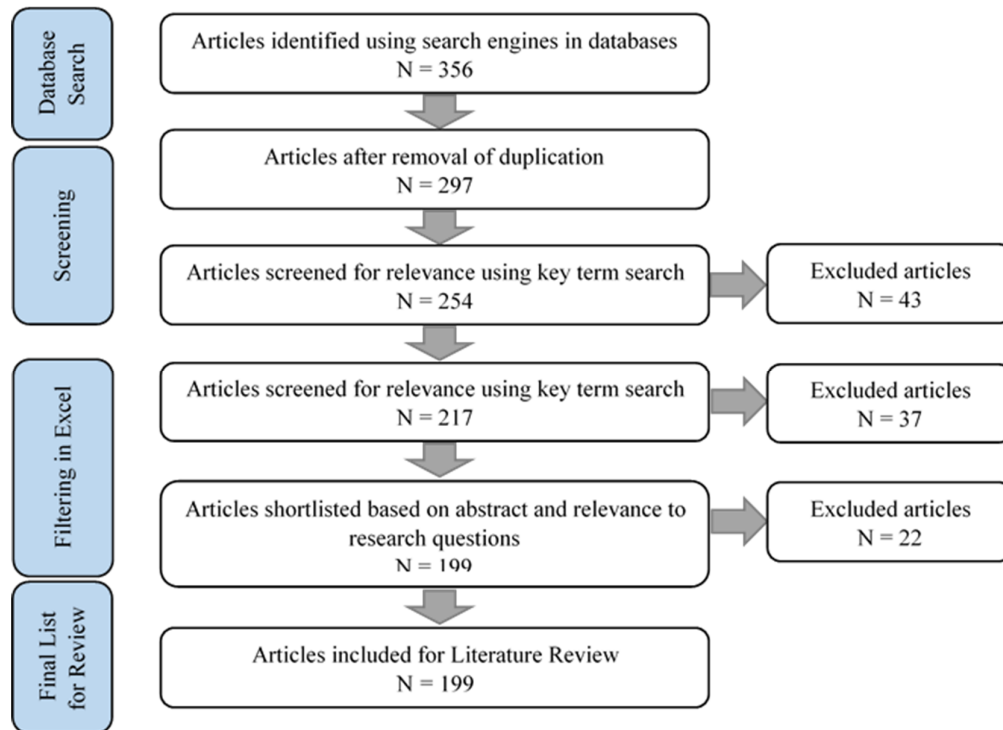 Database
Search
Articles identified using search engines in databases
N = 356
Screening
Articles after removal of duplication
N = 297
Articles screened for relevance using key term search
N = 254
Excluded articles
N = 43
Filtering in Excel
Articles screened for relevance using key term search
N = 217
Excluded articles
N = 37
Articles shortlisted based on abstract and relevance to
research questions
N = 199
Excluded articles
N = 22
Final List
for Review
Articles included for Literature Review
N = 199